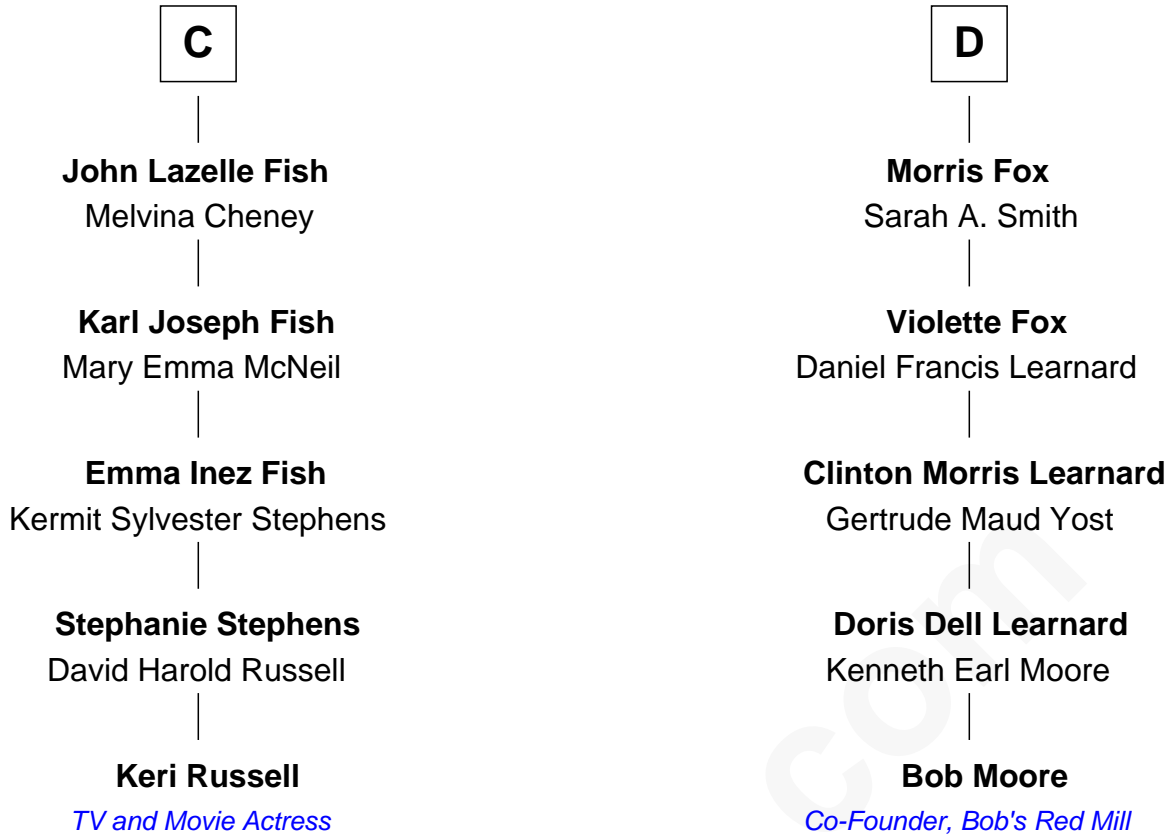 C
John Lazelle Fish
Melvina Cheney
Karl Joseph Fish
Mary Emma McNeil
Emma Inez Fish
Kermit Sylvester Stephens
Stephanie Stephens
David Harold Russell
Keri Russell
TV and Movie Actress
D
Morris Fox
Sarah A. Smith
Violette Fox
Daniel Francis Learnard
Clinton Morris Learnard
Gertrude Maud Yost
Doris Dell Learnard
Kenneth Earl Moore
Bob Moore
Co-Founder, Bob's Red Mill
com